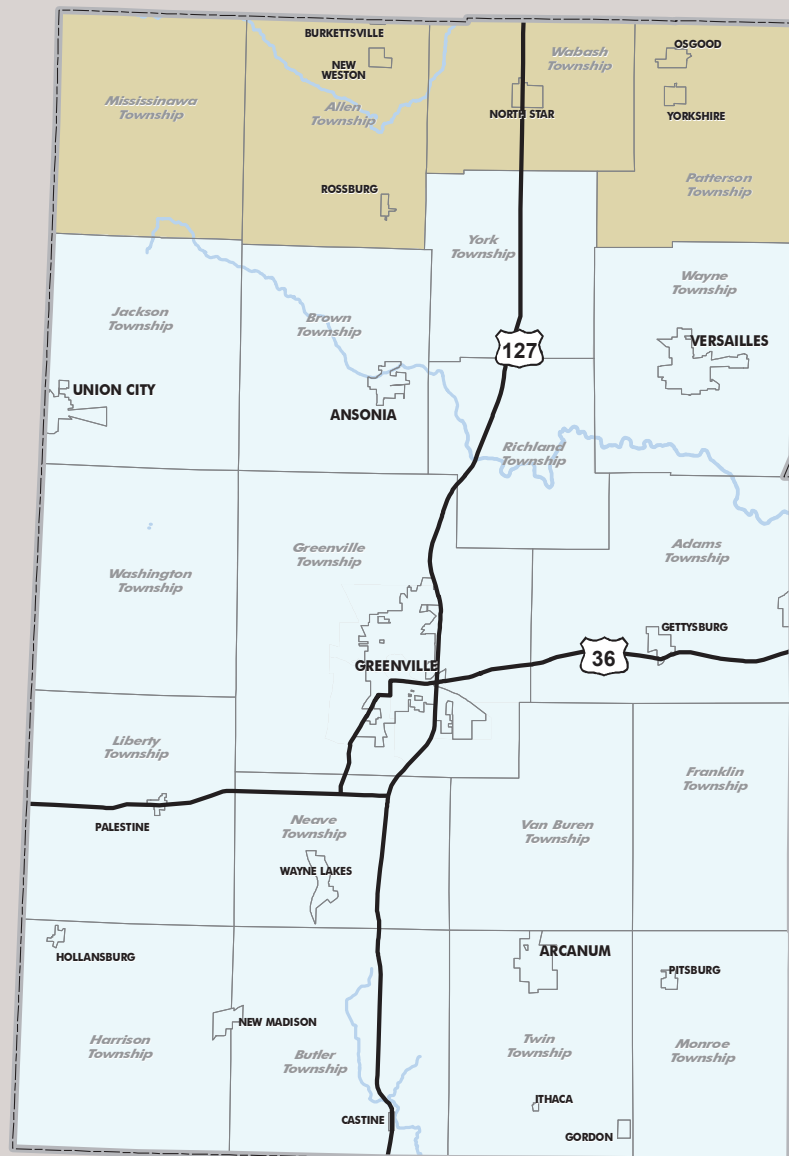 BURKETTSVILLE
Wabash
Township
OSGOOD
NEW
WESTON
Mississinawa
Township
Allen
Township
NORTH STAR
YORKSHIRE
ROSSBURG
Patterson
Township
York
Township
Wayne
Township
Jackson
Township
Brown
Township
127
VERSAILLES
UNION CITY
ANSONIA
Richland
Township
Greenville
Township
Adams
Township
Washington
Township
GETTYSBURG
36
GREENVILLE
Liberty
Township
Franklin
Township
PALESTINE
Neave
Township
Van Buren
Township
WAYNE LAKES
HOLLANSBURG
ARCANUM
PITSBURG
NEW MADISON
Harrison
Township
Butler
Township
Twin
Township
Monroe
Township
ITHACA
CASTINE
GORDON